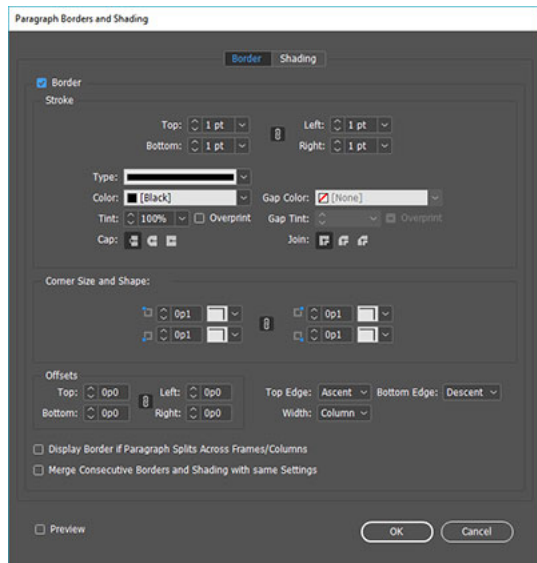 Paragraph Borders and Shading
Border Shading
Border
Stroke
Top: 1 pt Left: 1 pt
Bottom: 1 pt Right: 1 pt
Type:
Color: [Black] Gap Color: [None]
Tint: 100% Overprint Gap Tint: Overprint
Cap: Join:
Corner Size and Shape:
0p1 0p1
0p1 0p1
Offsets
Top: 0p0 Left: 0p0 Top Edge: Ascent Bottom Edge: Descent
Bottom: 0p0 Right: 0p0 Width: Column
Display Border if Paragraph Splits Across Frames/Columns
Merge Consecutive Borders and Shading with same Settings
Preview OK Cancel